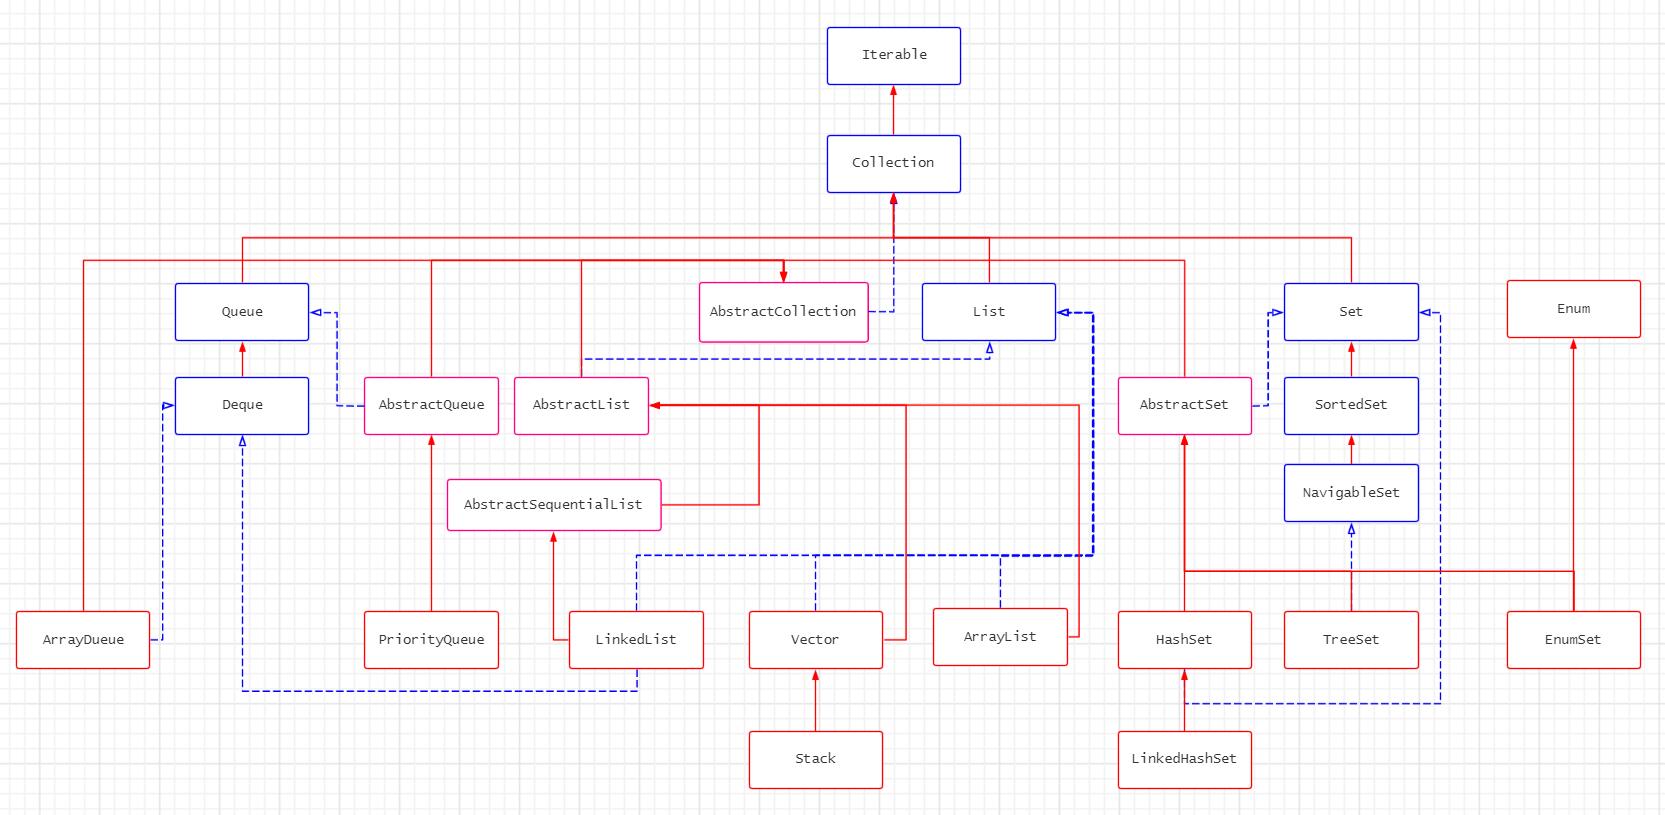 Iterable
Collection
Queue
AbstractCollection
List
Set
Enum
Deque
AbstractQueue
AbstractList
AbstractSet
SortedSet
AbstractSequentialList
NavigableSet
ArrayDueue
PriorityQueue
LinkedList
Vector
ArrayList
HashSet
TreeSet
EnumSet
Stack
LinkedHashSet